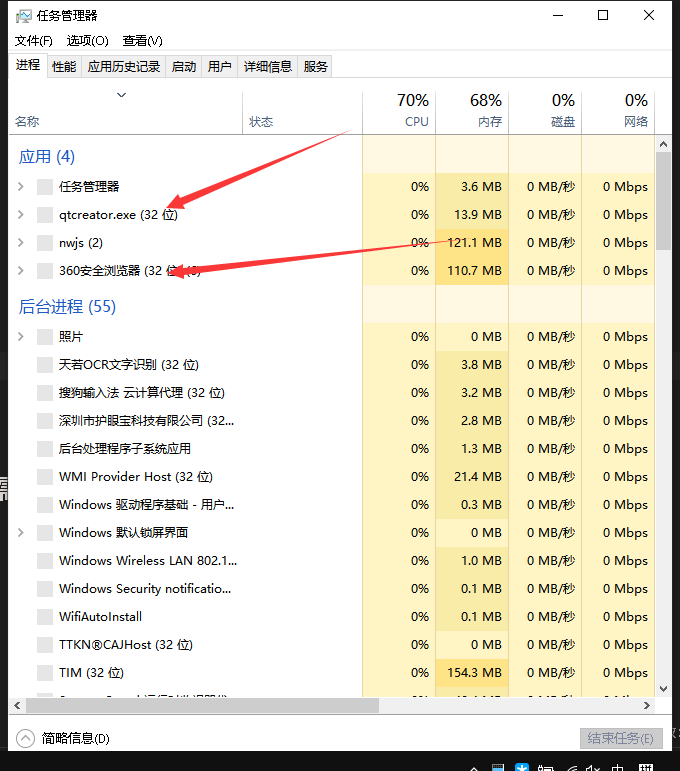 任务管理器
文件(F) 选项(O) 查看(V)
进程 性能 应用历史记录 启动 用户 详细信息 服务
70% 68% 0% 0%
名称 状态 CPU 内存 磁盘 网络
应用 (4)
任务管理器 0% 3.6 MB 0 MB/秒 0 Mbps
qtcreator.exe (32 位) 0% 13.9 MB 0 MB/秒 0 Mbps
nwjs (2) 0% 121.1 MB 0 MB/秒 0 Mbps
360安全浏览器 (32 0% 110.7 MB 0 MB/秒 0 Mbps
后台进程 (55)
照片 0% 0 MB 0 MB/秒 0 Mbps
天若OCR文字识别 (32 位) 0% 3.8 MB 0 MB/秒 0 Mbps
搜狗输入法 云计算代理 (32 位) 0% 3.2 MB 0 MB/秒 0 Mbps
深圳市护眼宝科技有限公司 (32... 0% 2.8 MB 0 MB/秒 0 Mbps
后台处理程序子系统应用 0% 1.3 MB 0 MB/秒 0 Mbps
WMI Provider Host (32 位) 0% 21.4 MB 0 MB/秒 0 Mbps
Windows 驱动程序基础 - 用户... 0% 0.3 MB 0 MB/秒 0 Mbps
Windows 默认锁屏界面 0% 0 MB 0 MB/秒 0 Mbps
Windows Wireless LAN 802.1... 0% 1.0 MB 0 MB/秒 0 Mbps
Windows Security notificatio... 0% 0.1 MB 0 MB/秒 0 Mbps
WifiAutoInstall 0% 0.1 MB 0 MB/秒 0 Mbps
TTKN®CAJHost (32 位) 0% 0 MB 0 MB/秒 0 Mbps
TIM (32 位) 0% 154.3 MB 0 MB/秒 0 Mbps
简略信息(D) 结束任务(E)